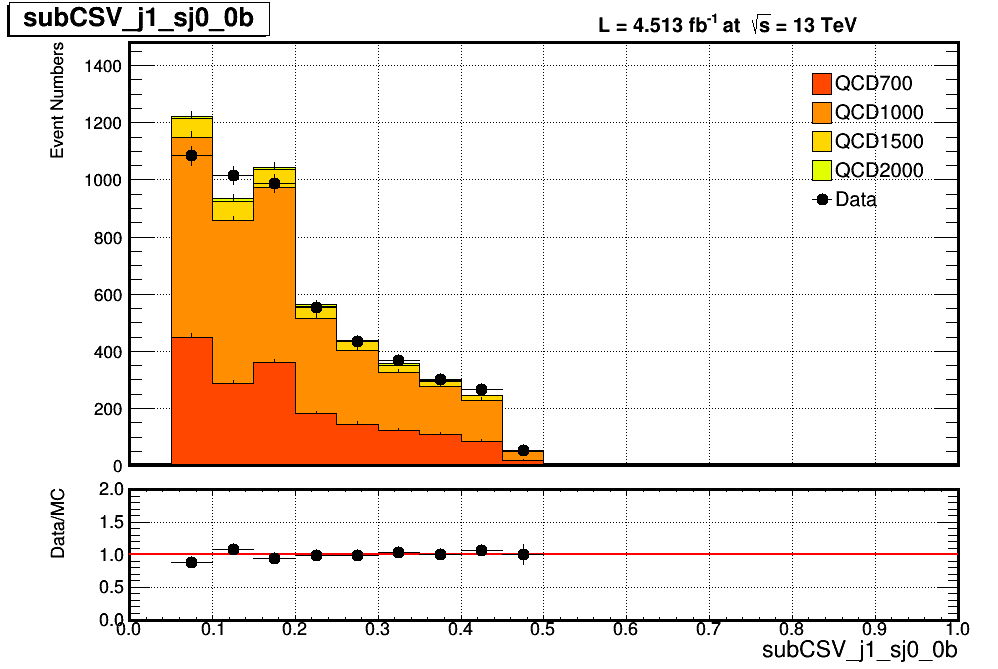 subCSV_j1_sj0_0b
L = 4.513 fb⁻¹ at √s = 13 TeV
Event Numbers
1400
1200
1000
800
600
400
200
0
QCD700
QCD1000
QCD1500
QCD2000
Data
Data/MC
2.0
1.5
1.0
0.5
0.0
0.0 0.1 0.2 0.3 0.4 0.5 0.6 0.7 0.8 0.9 1.0
subCSV_j1_sj0_0b